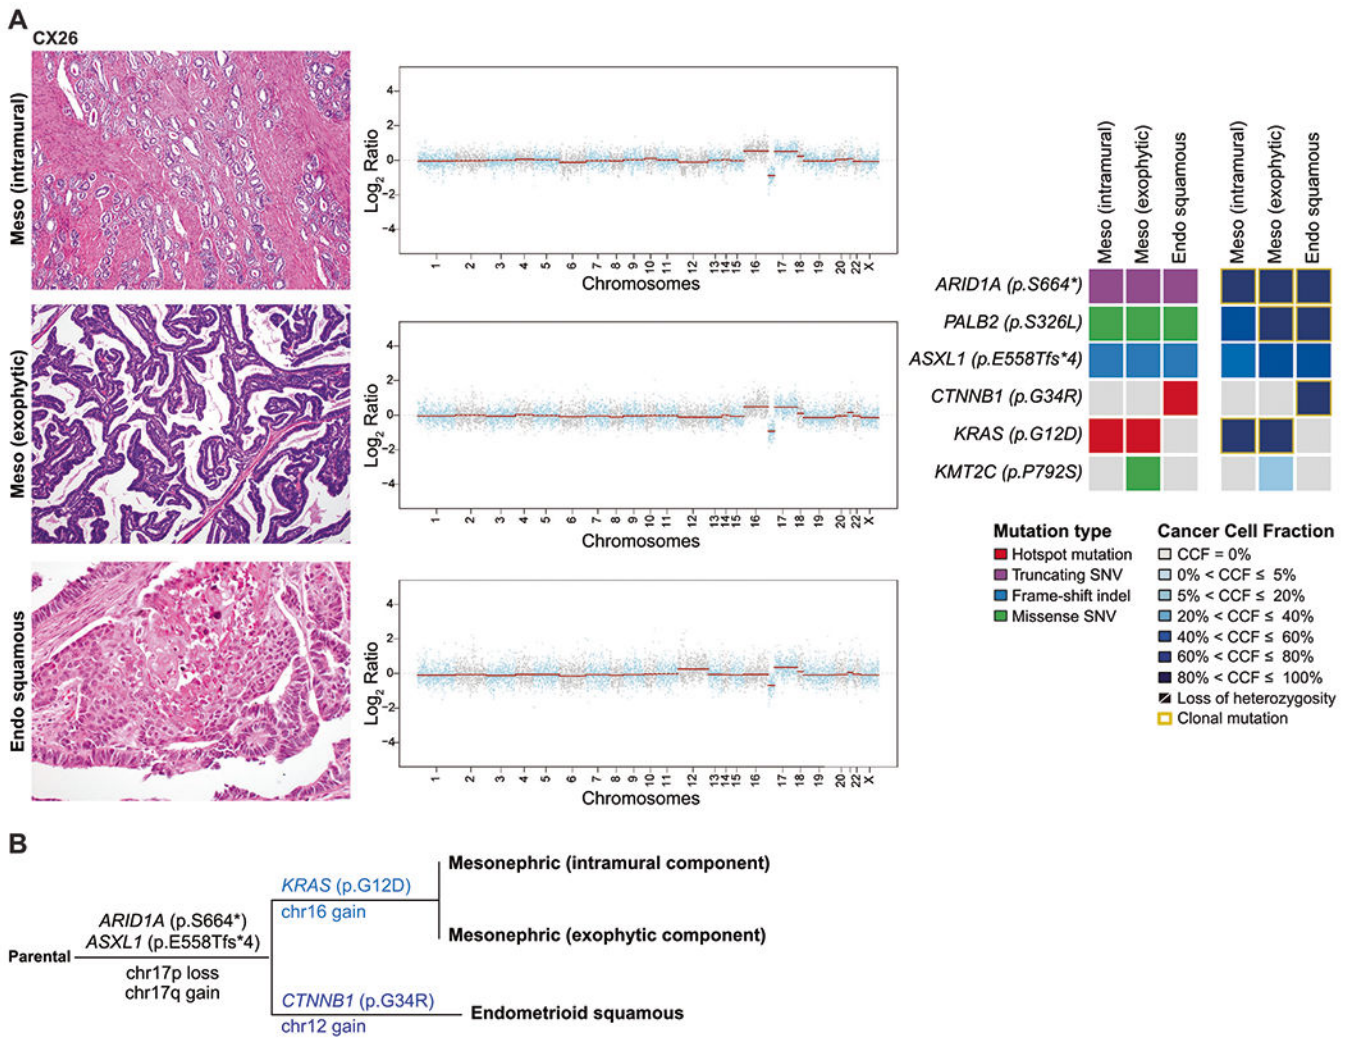 A
CX26
Meso (intramural)
4
2
0
−2
−4
Log2 Ratio
1 2 3 4 5 6 7 8 9 10 11 12 13 14 15 16 17 18 19 20 22 X
Chromosomes
Meso (exophytic)
4
2
0
−2
−4
Log2 Ratio
1 2 3 4 5 6 7 8 9 10 11 12 13 14 15 16 17 18 19 20 22 X
Chromosomes
Endo squamous
4
2
0
−2
−4
Log2 Ratio
1 2 3 4 5 6 7 8 9 10 11 12 13 14 15 16 17 18 19 20 22 X
Chromosomes
Meso (intramural)
Meso (exophytic)
Endo squamous
Meso (intramural)
Meso (exophytic)
Endo squamous
ARID1A (p.S664*)
PALB2 (p.S326L)
ASXL1 (p.E558Tfs*4)
CTNNB1 (p.G34R)
KRAS (p.G12D)
KMT2C (p.P792S)
Mutation type
Hotspot mutation
Truncating SNV
Frame-shift indel
Missense SNV
Cancer Cell Fraction
CCF = 0%
0% < CCF ≤ 5%
5% < CCF ≤ 20%
20% < CCF ≤ 40%
40% < CCF ≤ 60%
60% < CCF ≤ 80%
80% < CCF ≤ 100%
Loss of heterozygosity
Clonal mutation
B
Parental
ARID1A (p.S664*)
ASXL1 (p.E558Tfs*4)
chr17p loss
chr17q gain
KRAS (p.G12D)
chr16 gain
Mesonephric (intramural component)
Mesonephric (exophytic component)
CTNNB1 (p.G34R)
chr12 gain
Endometrioid squamous